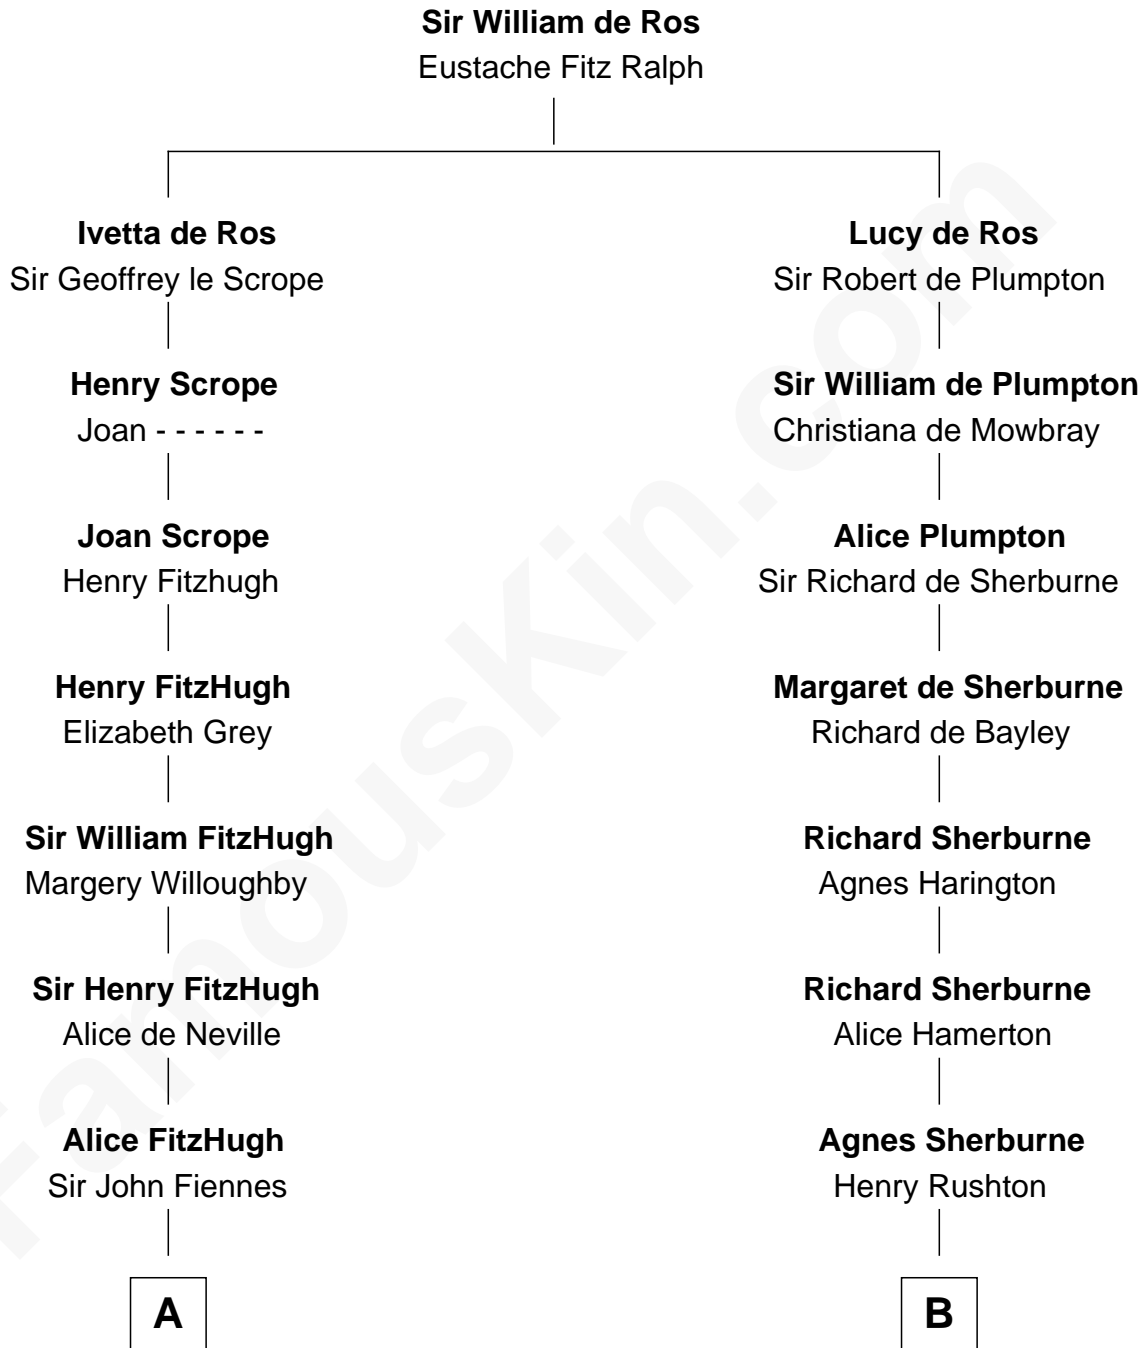 Sir William de Ros
Eustache Fitz Ralph
Ivetta de Ros
Sir Geoffrey le Scrope
Lucy de Ros
Sir Robert de Plumpton
Henry Scrope
Joan - - - - - -
Sir William de Plumpton
Christiana de Mowbray
Joan Scrope
Henry Fitzhugh
Alice Plumpton
Sir Richard de Sherburne
Henry FitzHugh
Elizabeth Grey
Margaret de Sherburne
Richard de Bayley
Sir William FitzHugh
Margery Willoughby
Richard Sherburne
Agnes Harington
Sir Henry FitzHugh
Alice de Neville
Richard Sherburne
Alice Hamerton
Alice FitzHugh
Sir John Fiennes
Agnes Sherburne
Henry Rushton
A
B
FamousKin.com